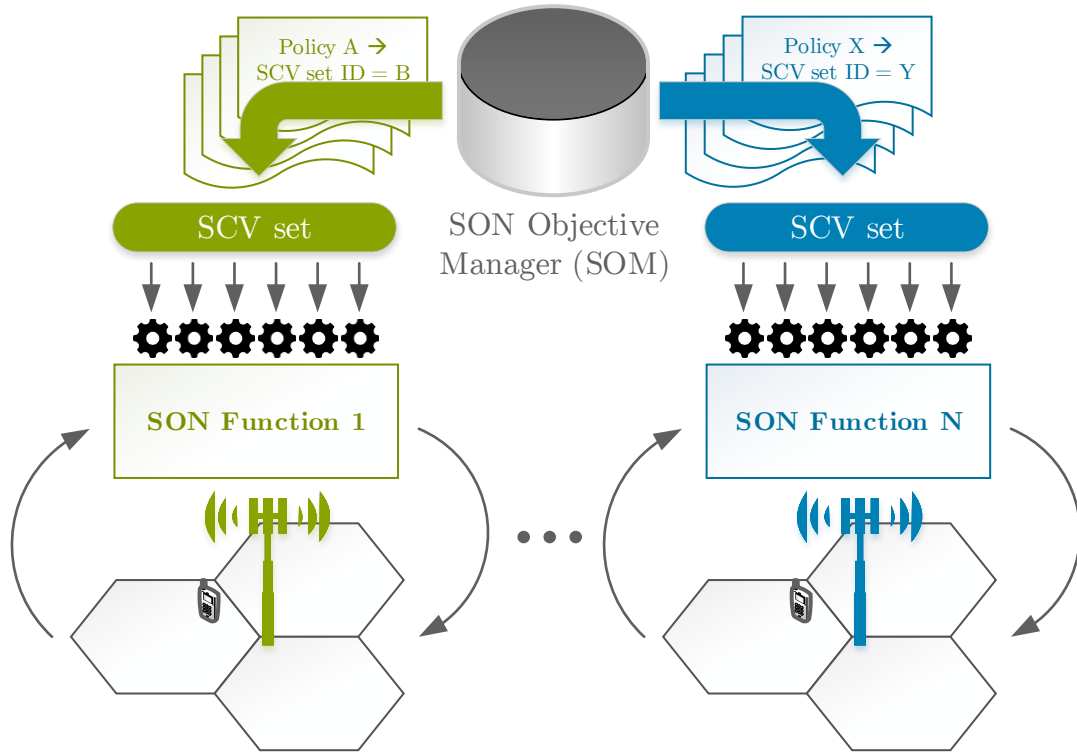 Policy A →
SCV set ID = B
Policy X →
SCV set ID = Y
SCV set
SON Objective
Manager (SOM)
SCV set
SON Function 1
SON Function N